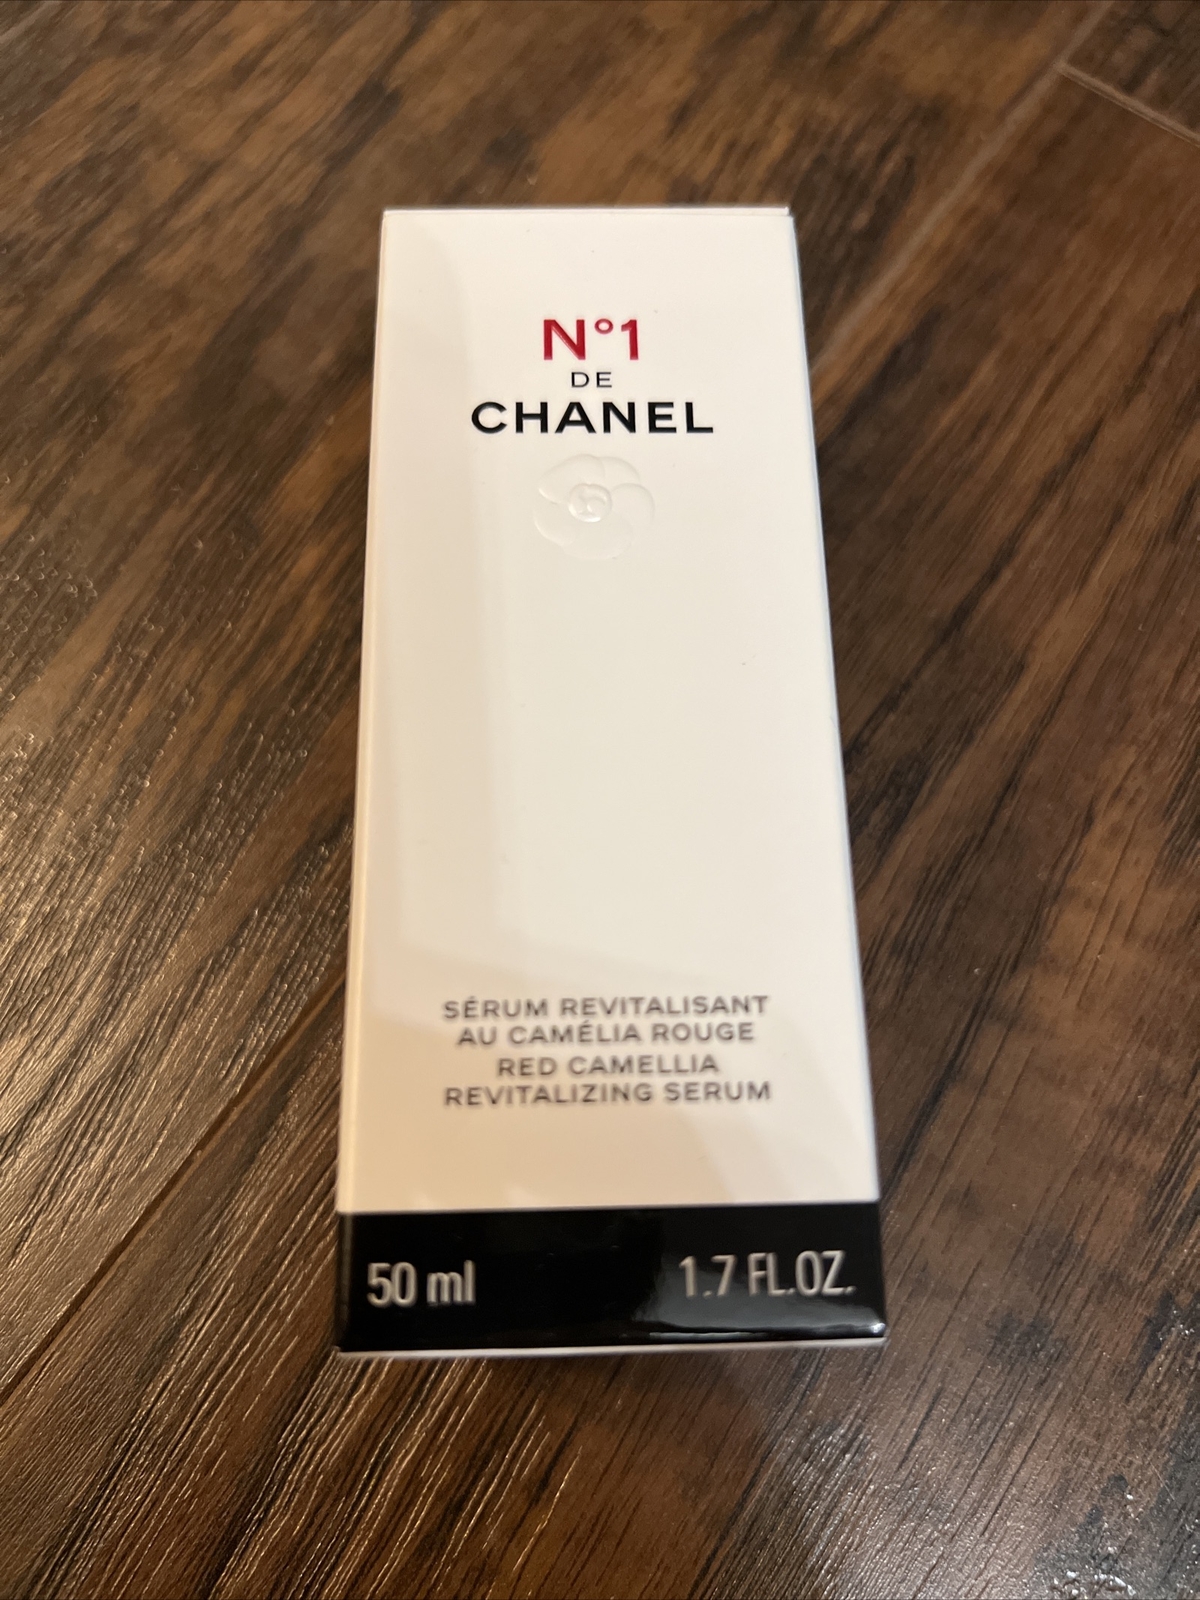 N°1
DE
CHANEL
SÉRUM REVITALISANT
AU CAMÉLIA ROUGE
RED CAMELLIA
REVITALIZING SERUM
50 ml 1.7 FL.OZ.